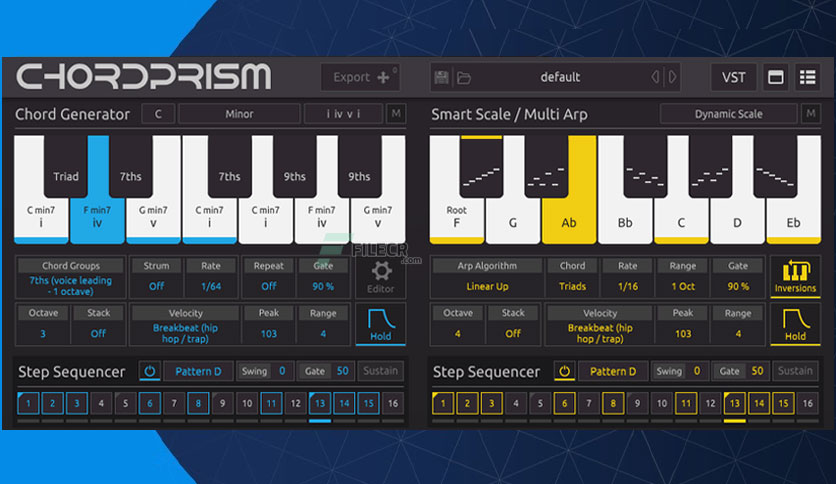 CHORDPRISM Export 0 default VST
Chord Generator C Minor i iv v i M Smart Scale / Multi Arp Dynamic Scale M
Triad 7ths 7ths 9ths 9ths
C min7 F min7 G min7 C min7 C min7 F min7 G min7 Root
i iv v i i iv v F G Ab Bb C D Eb
FILECR
.com
Chord Groups Strum Rate Repeat Gate Arp Algorithm Chord Rate Range Gate
7ths (voice leading
- 1 octave) Off 1/64 Off 90 % Editor Linear Up Triads 1/16 1 Oct 90 % Inversions
Octave Stack Velocity Peak Range Octave Stack Velocity Peak Range
3 Off Breakbeat (hip
hop / trap) 103 4 Hold 4 Off Breakbeat (hip
hop / trap) 103 4 Hold
Step Sequencer Pattern D Swing 0 Gate 50 Sustain Step Sequencer Pattern D Swing 0 Gate 50 Sustain
1 2 3 4 5 6 7 8 9 10 11 12 13 14 15 16 1 2 3 4 5 6 7 8 9 10 11 12 13 14 15 16